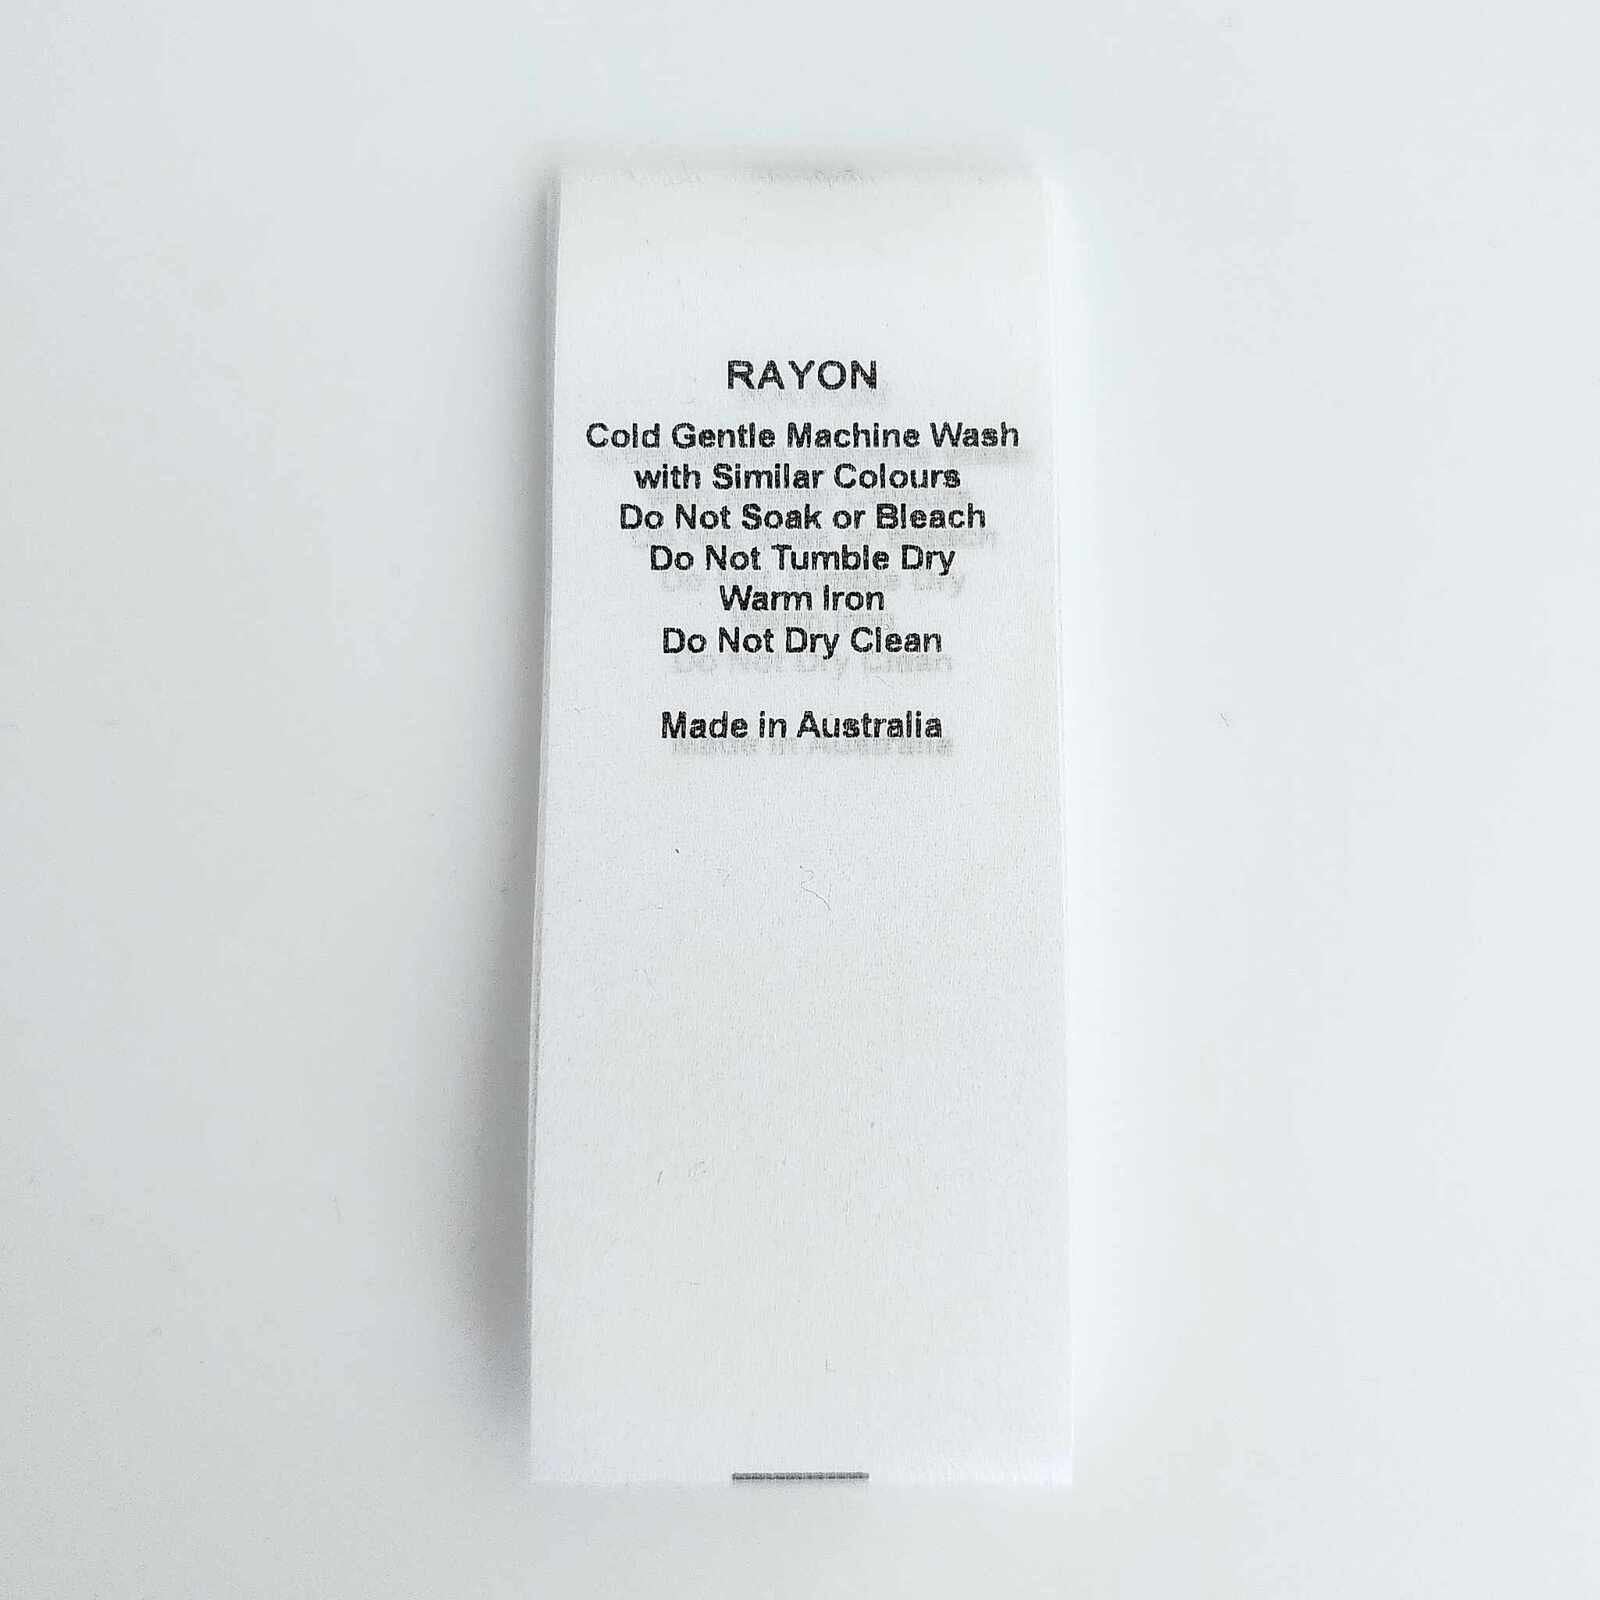 RAYON
Cold Gentle Machine Wash
with Similar Colours
Do Not Soak or Bleach
Do Not Tumble Dry
Warm Iron
Do Not Dry Clean
Made in Australia